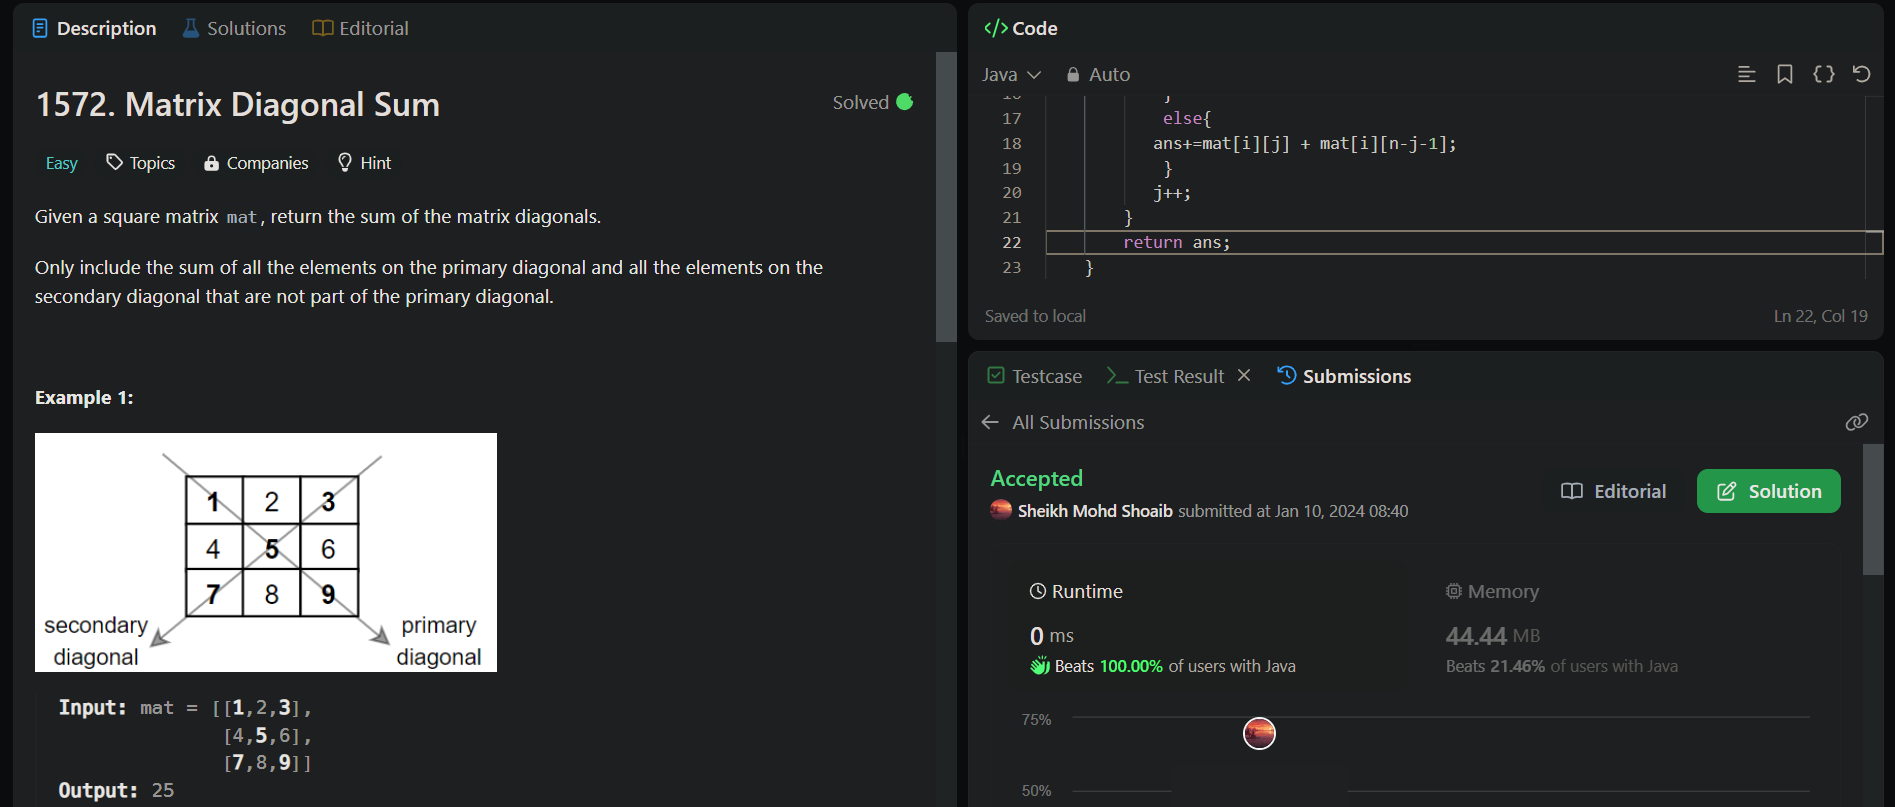 Description Solutions Editorial
1572. Matrix Diagonal Sum
Solved
Easy Topics Companies Hint
Given a square matrix mat, return the sum of the matrix diagonals.
Only include the sum of all the elements on the primary diagonal and all the elements on the
secondary diagonal that are not part of the primary diagonal.
Example 1:
1 2 3
4 5 6
7 8 9
secondary
diagonal
primary
diagonal
Input: mat = [[1,2,3],
[4,5,6],
[7,8,9]]
Output: 25
</> Code
Java Auto
{}
16 }
17 else{
18 ans+=mat[i][j] + mat[i][n-j-1];
19 }
20 j++;
21 }
22 return ans;
23 }
Saved to local Ln 22, Col 19
Testcase Test Result Submissions
All Submissions
Accepted
Sheikh Mohd Shoaib submitted at Jan 10, 2024 08:40
Editorial Solution
Runtime
0 ms
Beats 100.00% of users with Java
Memory
44.44 MB
Beats 21.46% of users with Java
75%
50%